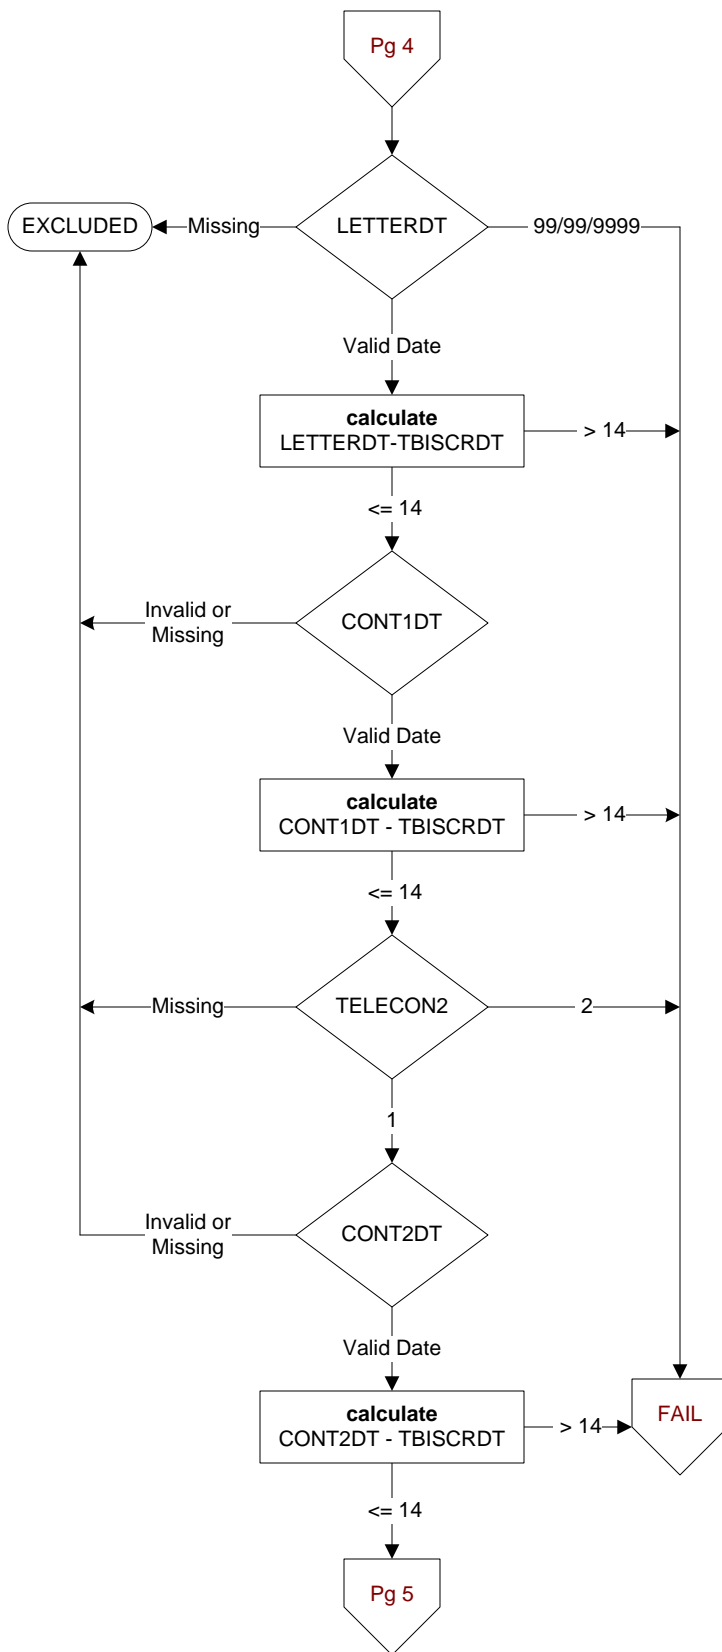 Pg 4
EXCLUDED
Missing
LETTERDT
99/99/9999
Valid Date
calculate
LETTERDT-TBISCRDT
> 14
<= 14
Invalid or
Missing
CONT1DT
Valid Date
calculate
CONT1DT - TBISCRDT
> 14
<= 14
Missing
TELECON2
2
1
Invalid or
Missing
CONT2DT
Valid Date
calculate
CONT2DT - TBISCRDT
> 14
FAIL
<= 14
Pg 5